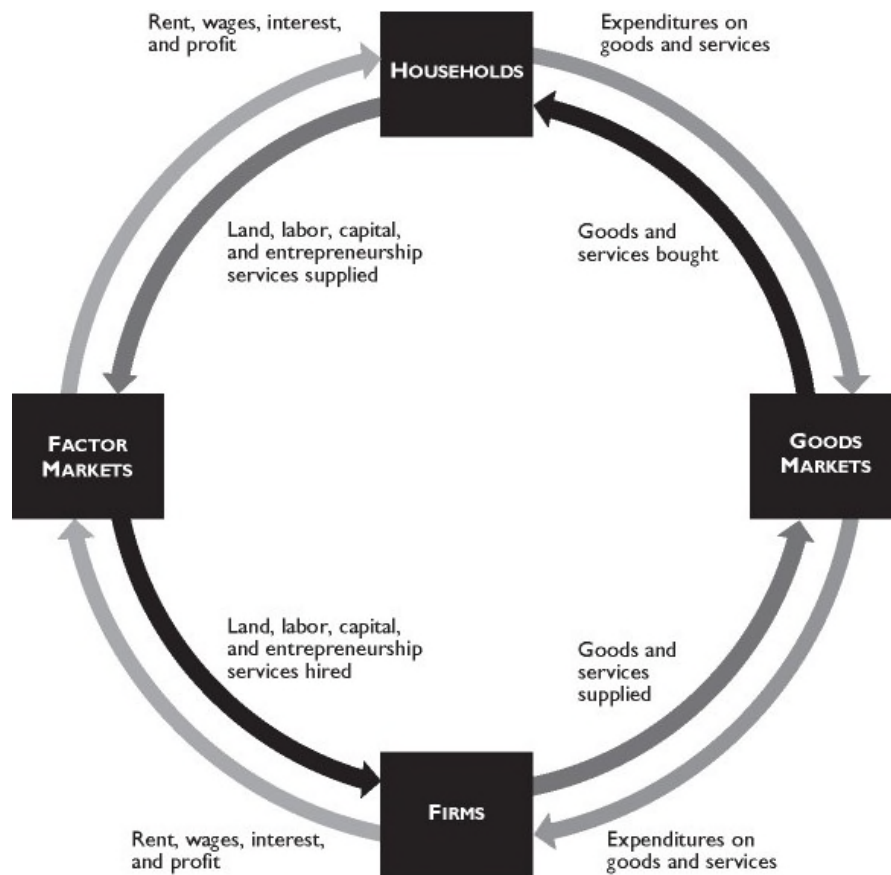 Rent, wages, interest,
and profit
HOUSEHOLDS
Expenditures on
goods and services
Land, labor, capital,
and entrepreneurship
services supplied
Goods and
services bought
FACTOR
MARKETS
GOODS
MARKETS
Land, labor, capital,
and entrepreneurship
services hired
Goods and
services
supplied
FIRMS
Rent, wages, interest,
and profit
Expenditures on
goods and services